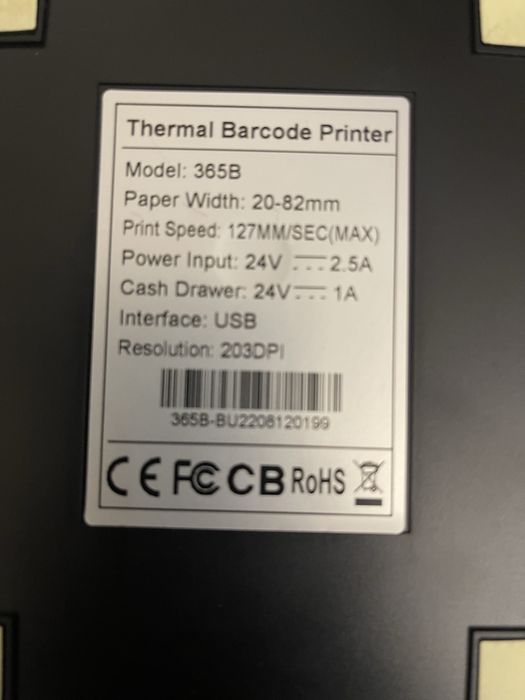 Thermal Barcode Printer
Model: 365B
Paper Width: 20-82mm
Print Speed: 127MM/SEC(MAX)
Power Input: 24V ⎓ 2.5A
Cash Drawer: 24V ⎓ 1A
Interface: USB
Resolution: 203DPI
365B-BU2208120199
CE FC CB RoHS